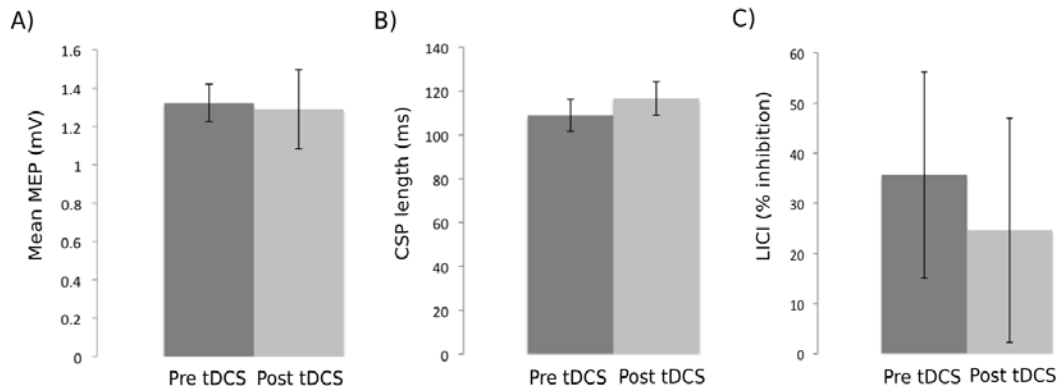 A)
Mean MEP (mV)
1.6
1.4
1.2
1
0.8
0.6
0.4
0.2
0
Pre tDCS Post tDCS
B)
CSP length (ms)
140
120
100
80
60
40
20
0
Pre tDCS Post tDCS
C)
LICI (% inhibition)
60
50
40
30
20
10
0
Pre tDCS Post tDCS